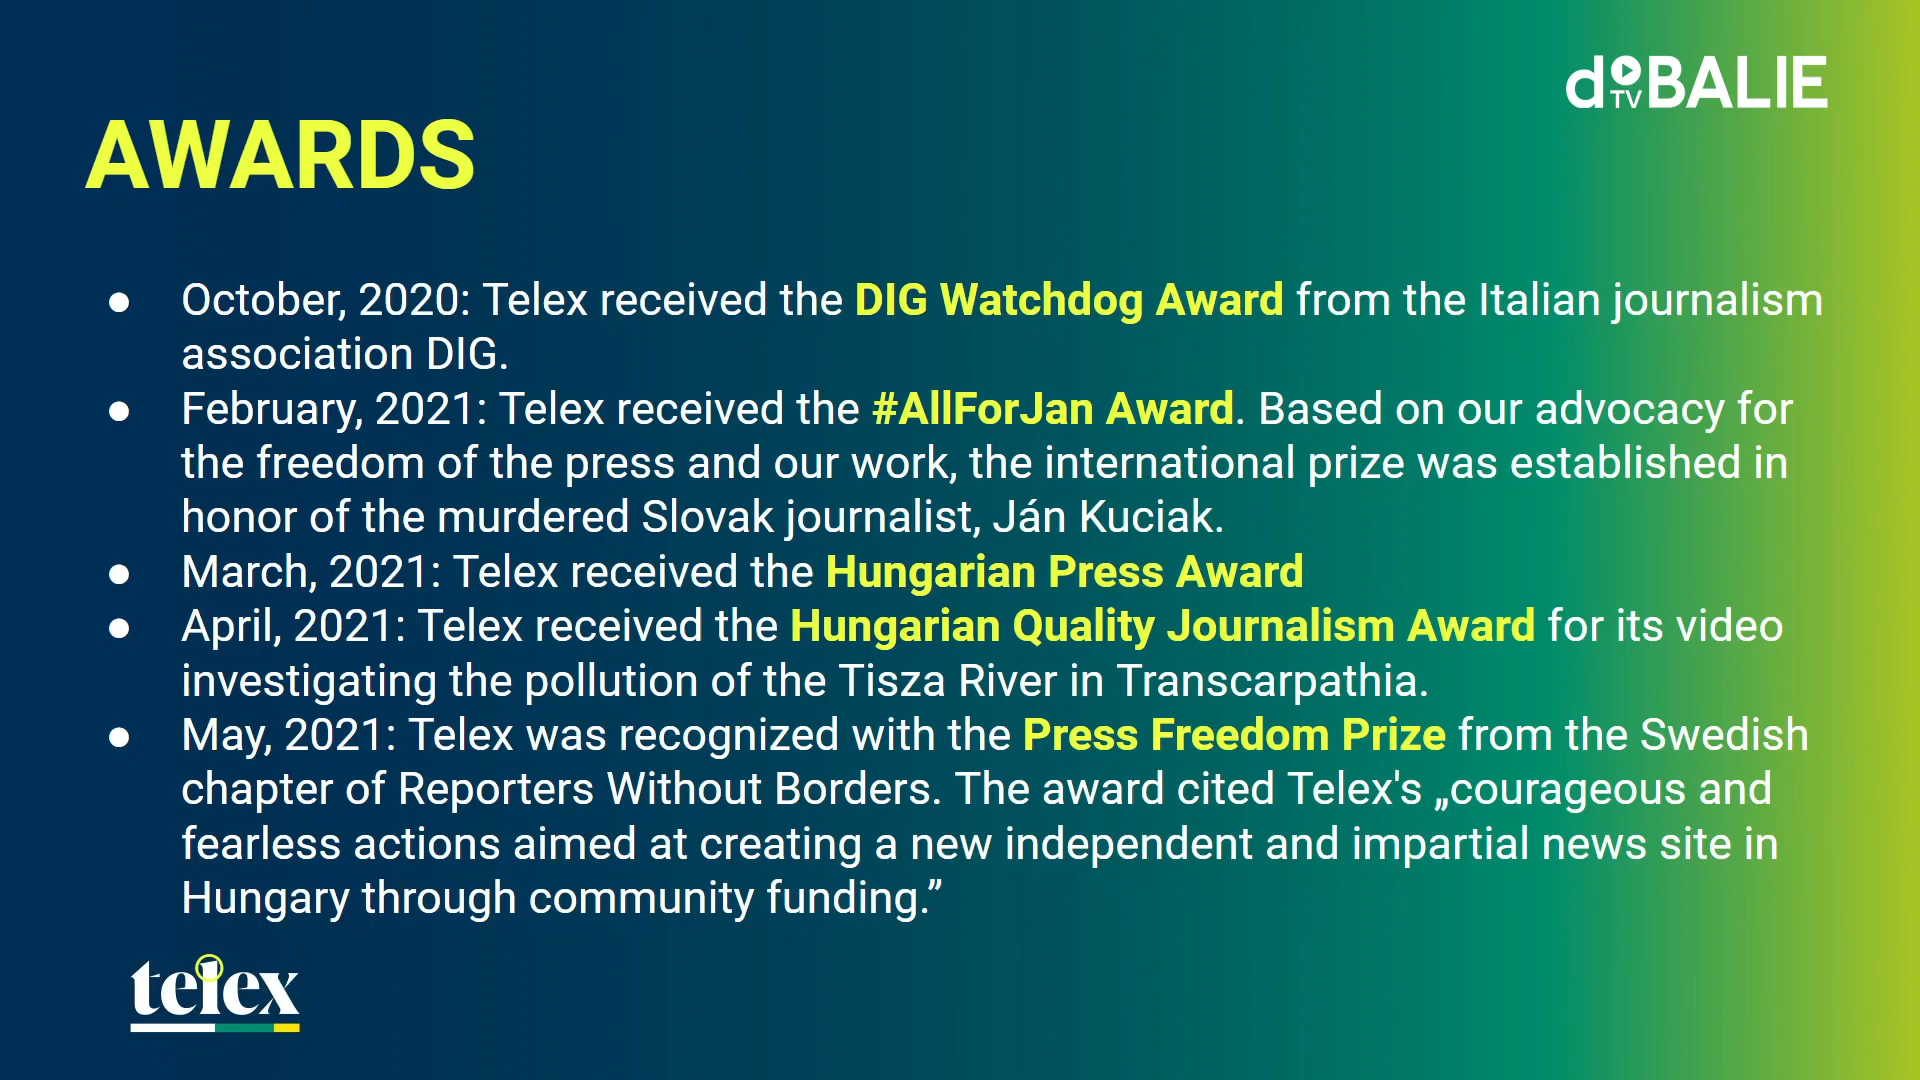 d TV BALIE
AWARDS
● October, 2020: Telex received the DIG Watchdog Award from the Italian journalism
association DIG.
● February, 2021: Telex received the #AllForJan Award. Based on our advocacy for
the freedom of the press and our work, the international prize was established in
honor of the murdered Slovak journalist, Ján Kuciak.
● March, 2021: Telex received the Hungarian Press Award
● April, 2021: Telex received the Hungarian Quality Journalism Award for its video
investigating the pollution of the Tisza River in Transcarpathia.
● May, 2021: Telex was recognized with the Press Freedom Prize from the Swedish
chapter of Reporters Without Borders. The award cited Telex's „courageous and
fearless actions aimed at creating a new independent and impartial news site in
Hungary through community funding.”
telex